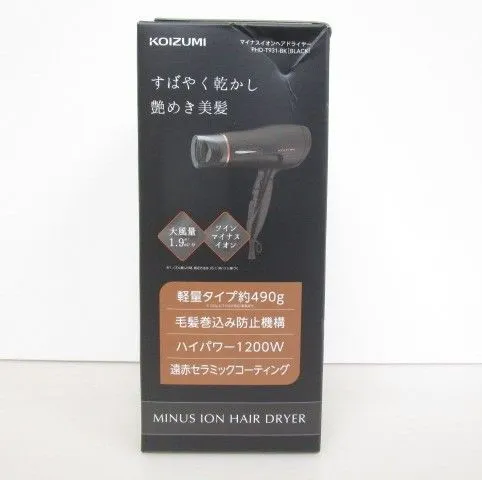 KOIZUMI
マイナスイオンヘアドライヤー
PHD-T931-BK[BLACK]
すばやく乾かし
艶めき美髪
大風量
1.9
ツイン
マイナス
イオン
軽量タイプ約490g
毛髪巻込み防止機構
ハイパワー1200W
遠赤セラミックコーティング
MINUS ION HAIR DRYER